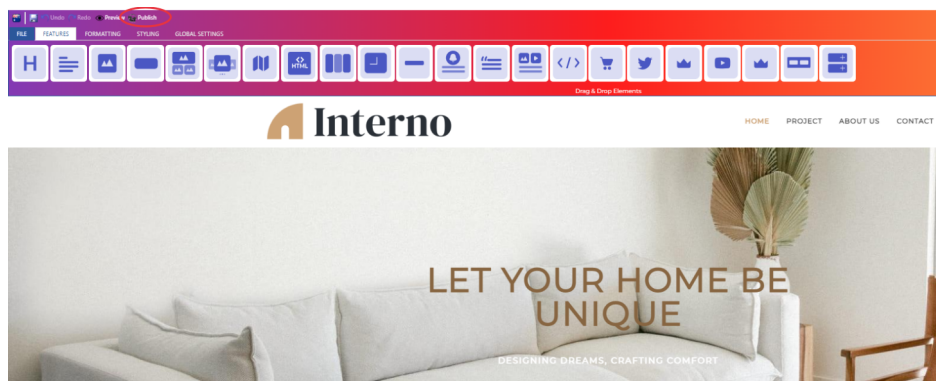 Undo Redo Preview Publish
FILE FEATURES FORMATTING STYLING GLOBAL SETTINGS
H HTML
Drag & Drop Elements
Interno
HOME PROJECT ABOUT US CONTACT
LET YOUR HOME BE
UNIQUE
DESIGNING DREAMS, CRAFTING COMFORT